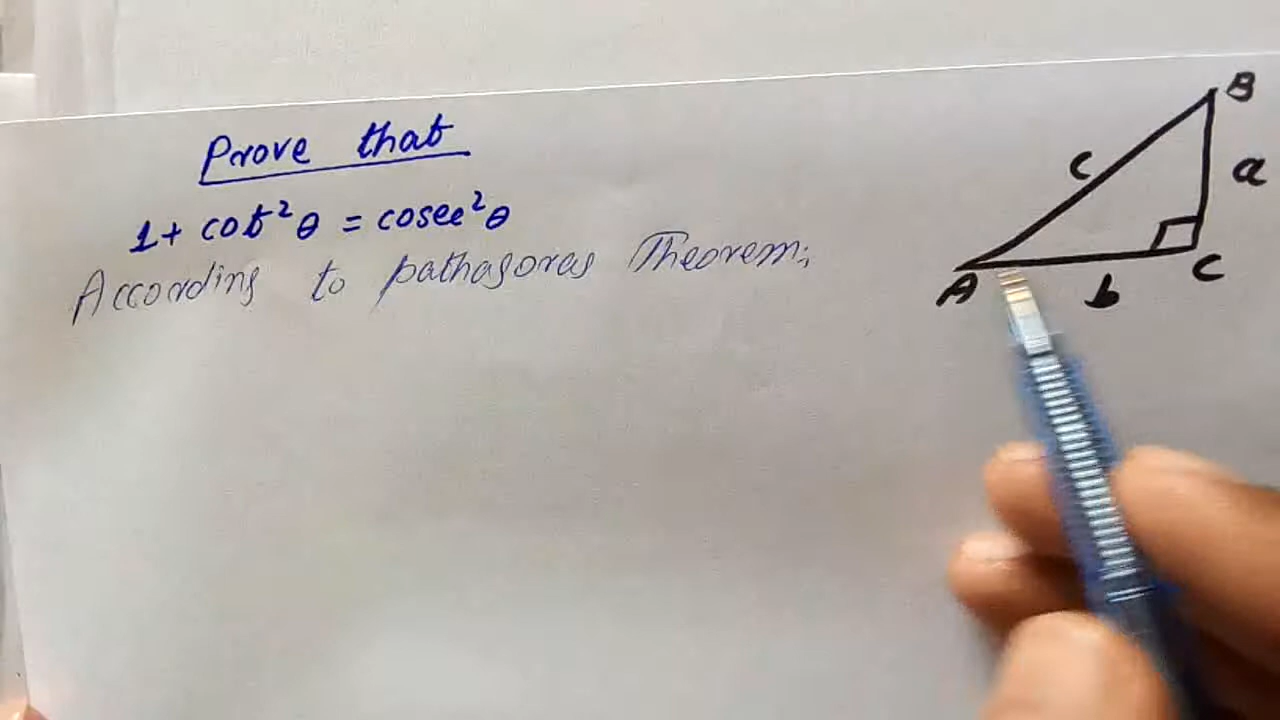 Prove that
1 + cot²θ = cosec²θ
According to pathagoras Theorem,
B
c
a
A
b
C